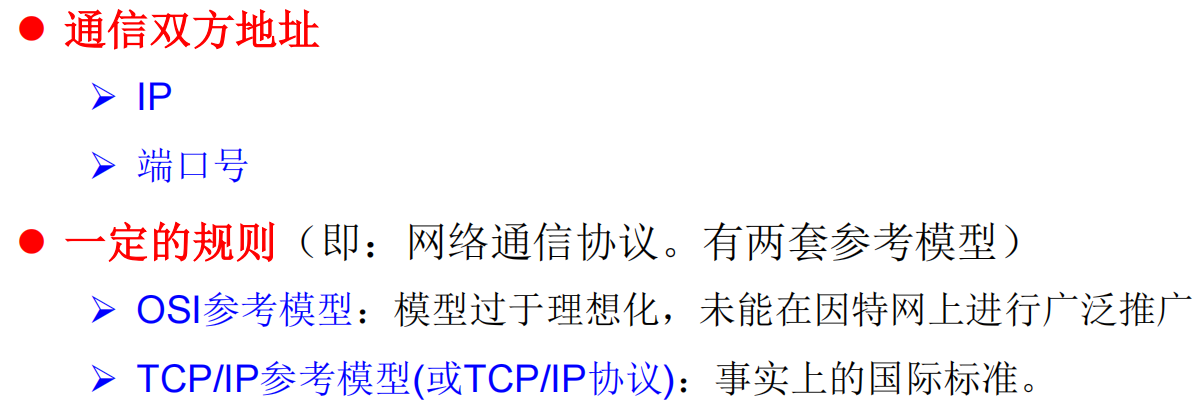 ● 通信双方地址
➢ IP
➢ 端口号
● 一定的规则（即：网络通信协议。有两套参考模型）
➢ OSI参考模型：模型过于理想化，未能在因特网上进行广泛推广
➢ TCP/IP参考模型(或TCP/IP协议)：事实上的国际标准。